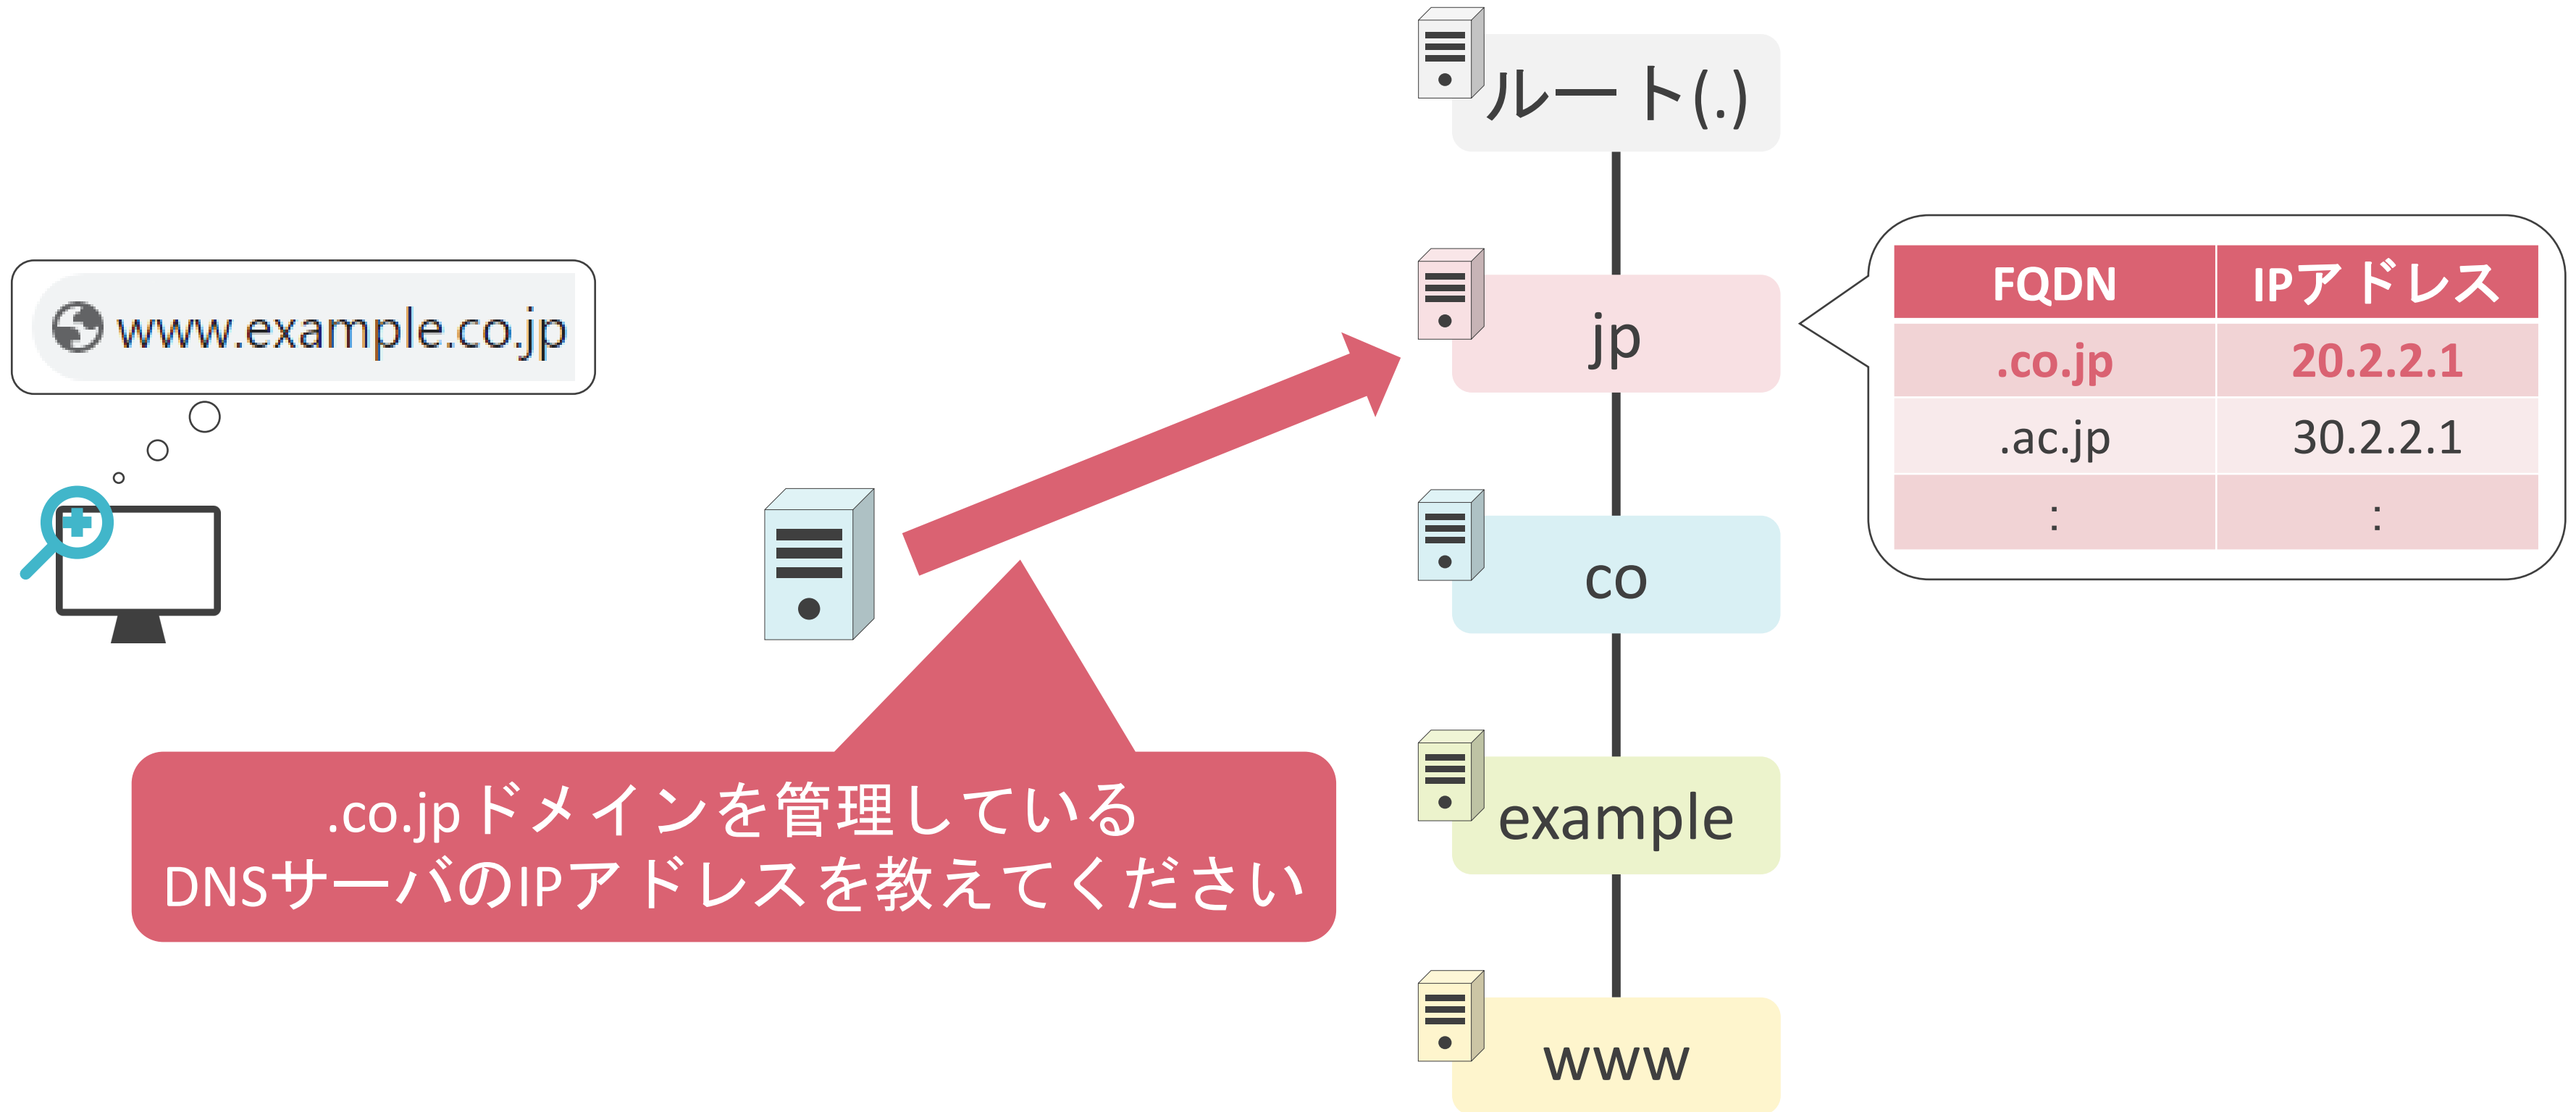 www.example.co.jp
.co.jpドメインを管理している
DNSサーバのIPアドレスを教えてください
ルート(.)
jp
co
example
www
FQDN IPアドレス
.co.jp 20.2.2.1
.ac.jp 30.2.2.1
: :